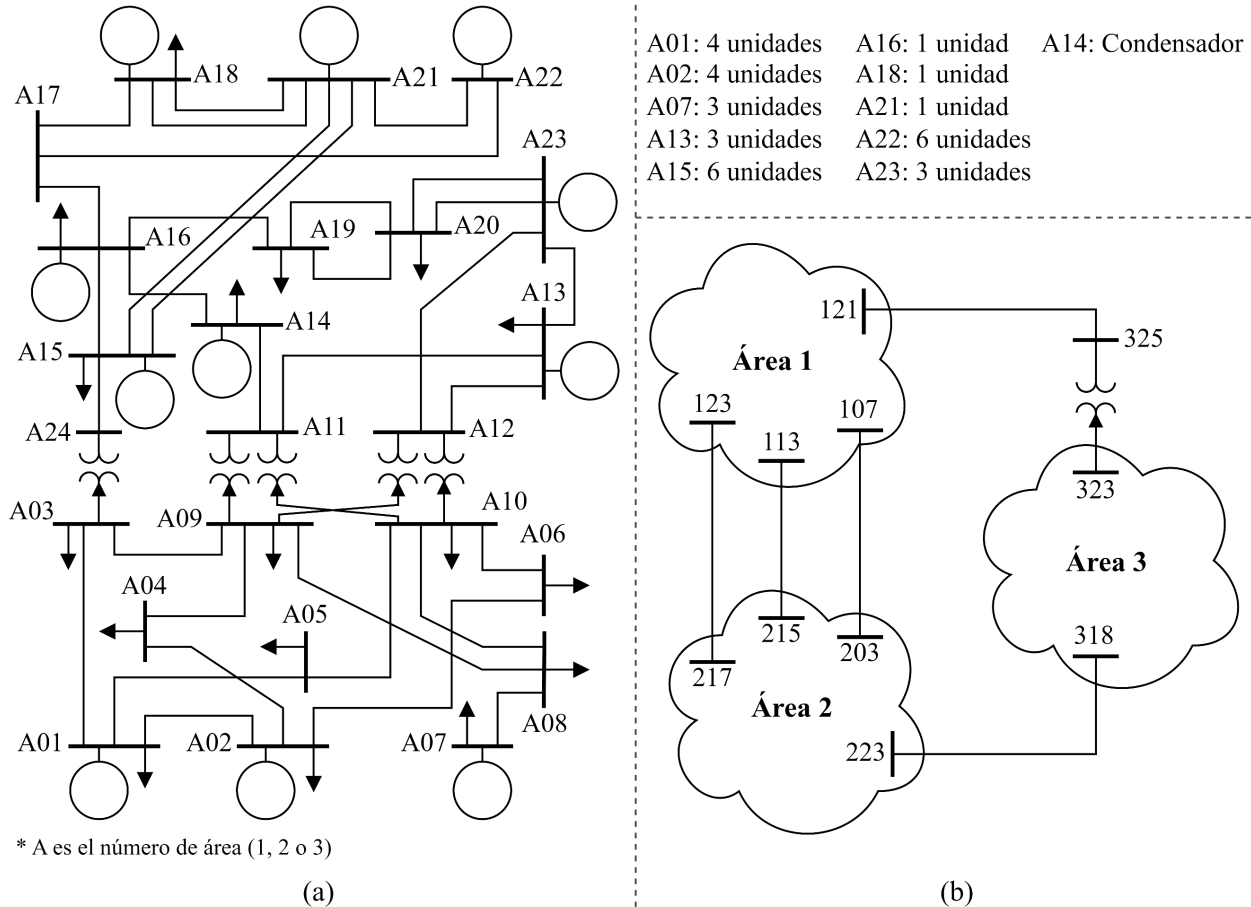 A18
A21
A22
A17
A23
A16
A19
A20
A13
A14
A15
A24
A11
A12
A03
A09
A10
A06
A04
A05
A08
A01
A02
A07
* A es el número de área (1, 2 o 3)
(a)
A01: 4 unidades A16: 1 unidad A14: Condensador
A02: 4 unidades A18: 1 unidad
A07: 3 unidades A21: 1 unidad
A13: 3 unidades A22: 6 unidades
A15: 6 unidades A23: 3 unidades
121
325
Área 1
123
107
113
323
Área 3
215
203
318
217
Área 2
223
(b)